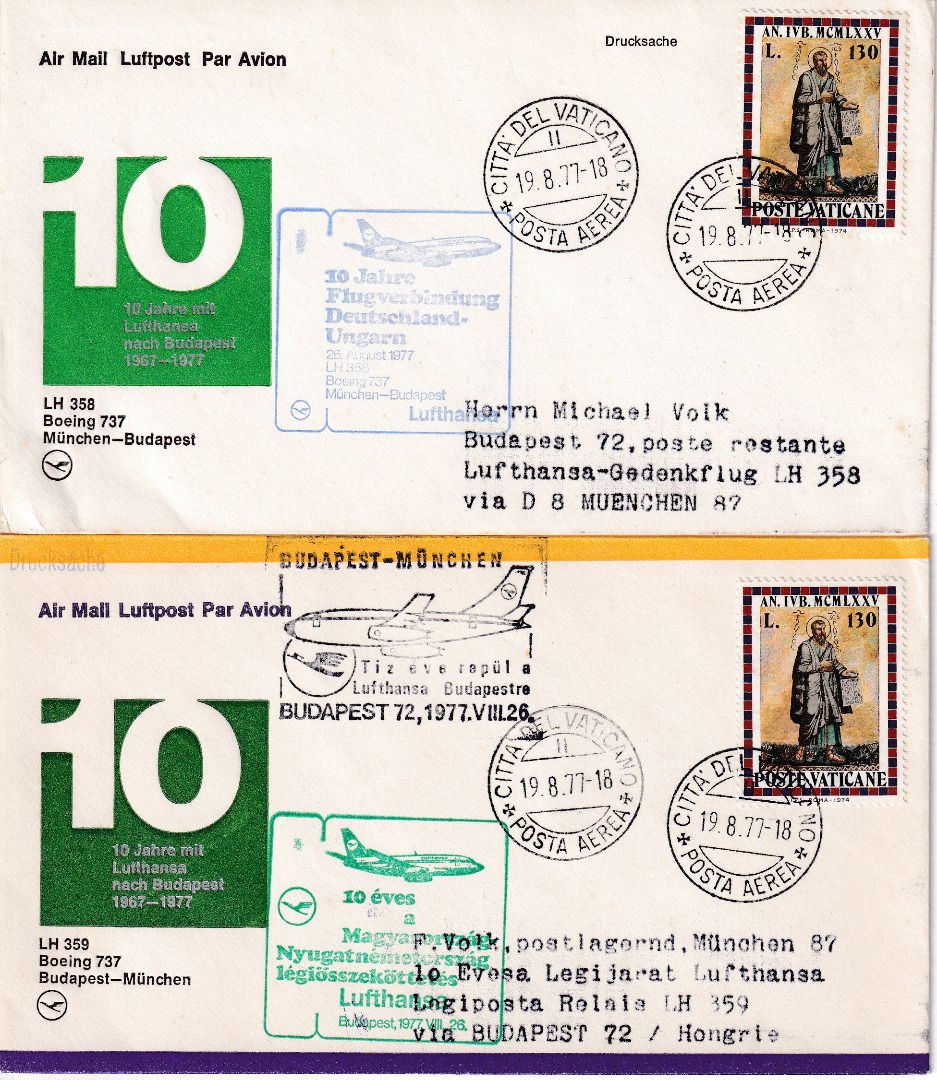 Drucksache
Air Mail Luftpost Par Avion
AN. IVB. MCMLXXV
L. 130
POSTE VATICANE
I.P.S. ROMA-1974
CITTA' DEL VATICANO
II
19.8.77-18
POSTA AEREA
CITTA' DEL VATICANO
II
19.8.77-18
POSTA AEREA
10
10 Jahre mit
Lufthansa
nach Budapest
1967–1977
10 Jahre
Flugverbindung
Deutschland-
Ungarn
26. August 1977
LH 358
Boeing 737
München-Budapest
Lufthansa
LH 358
Boeing 737
München–Budapest
Herrn Michael Volk
Budapest 72, poste restante
Lufthansa-Gedenkflug LH 358
via D 8 MUENCHEN 87
Drucksache
Air Mail Luftpost Par Avion
BUDAPEST-MÜNCHEN
Tíz éve repül a
Lufthansa Budapestre
BUDAPEST 72, 1977.VIII.26.
AN. IVB. MCMLXXV
L. 130
POSTE VATICANE
I.P.S. ROMA-1974
CITTA' DEL VATICANO
II
19.8.77-18
POSTA AEREA
CITTA' DEL VATICANO
19.8.77-18
POSTA AEREA
10
10 Jahre mit
Lufthansa
nach Budapest
1967–1977
10 éves
a
Magyarország
Nyugatnémetország
légiösszeköttetés
Lufthansa
Budapest, 1977. VIII. 26.
LH 359
Boeing 737
Budapest–München
F. Volk, postlagernd, München 87
10 Evesa Legijarat Lufthansa
Legiposta Relais LH 359
via BUDAPEST 72 / Hongrie